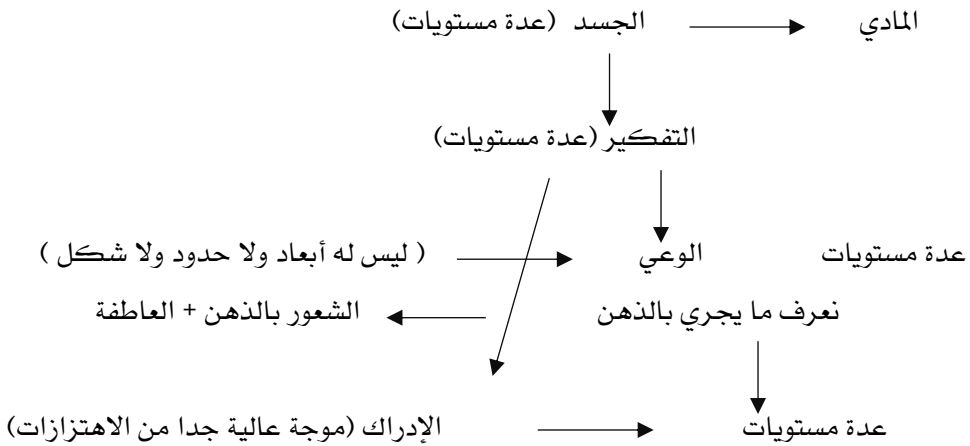 المادي الجسد (عدة مستويات)
التفكير (عدة مستويات)
عدة مستويات الوعي ( ليس له أبعاد ولا حدود ولا شكل )
نعرف ما يجري بالذهن الشعور بالذهن + العاطفة
عدة مستويات الإدراك (موجة عالية جدا من الاهتزازات)